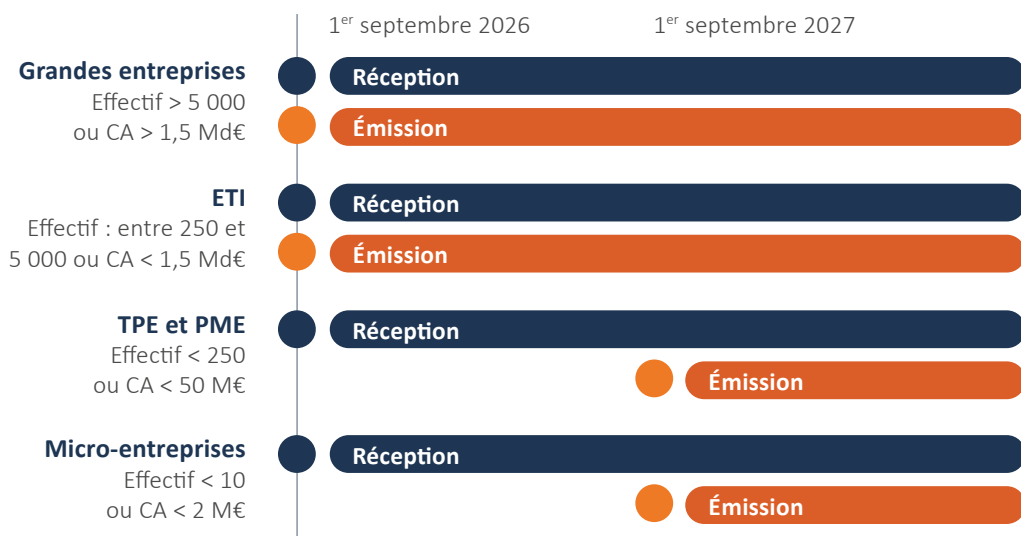 1er septembre 2026
1er septembre 2027
Grandes entreprises
Effectif > 5 000
ou CA > 1,5 Md€
Réception
Émission
ETI
Effectif : entre 250 et
5 000 ou CA < 1,5 Md€
Réception
Émission
TPE et PME
Effectif < 250
ou CA < 50 M€
Réception
Émission
Micro-entreprises
Effectif < 10
ou CA < 2 M€
Réception
Émission